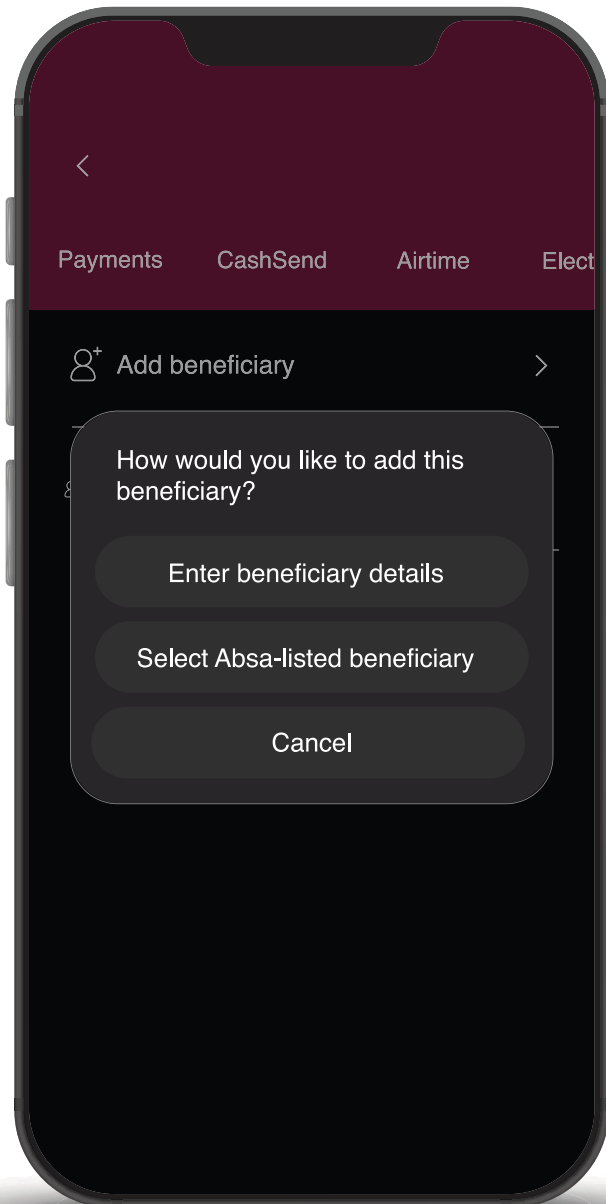 Payments CashSend Airtime Elect
Add beneficiary
How would you like to add this
beneficiary?
Enter beneficiary details
Select Absa-listed beneficiary
Cancel